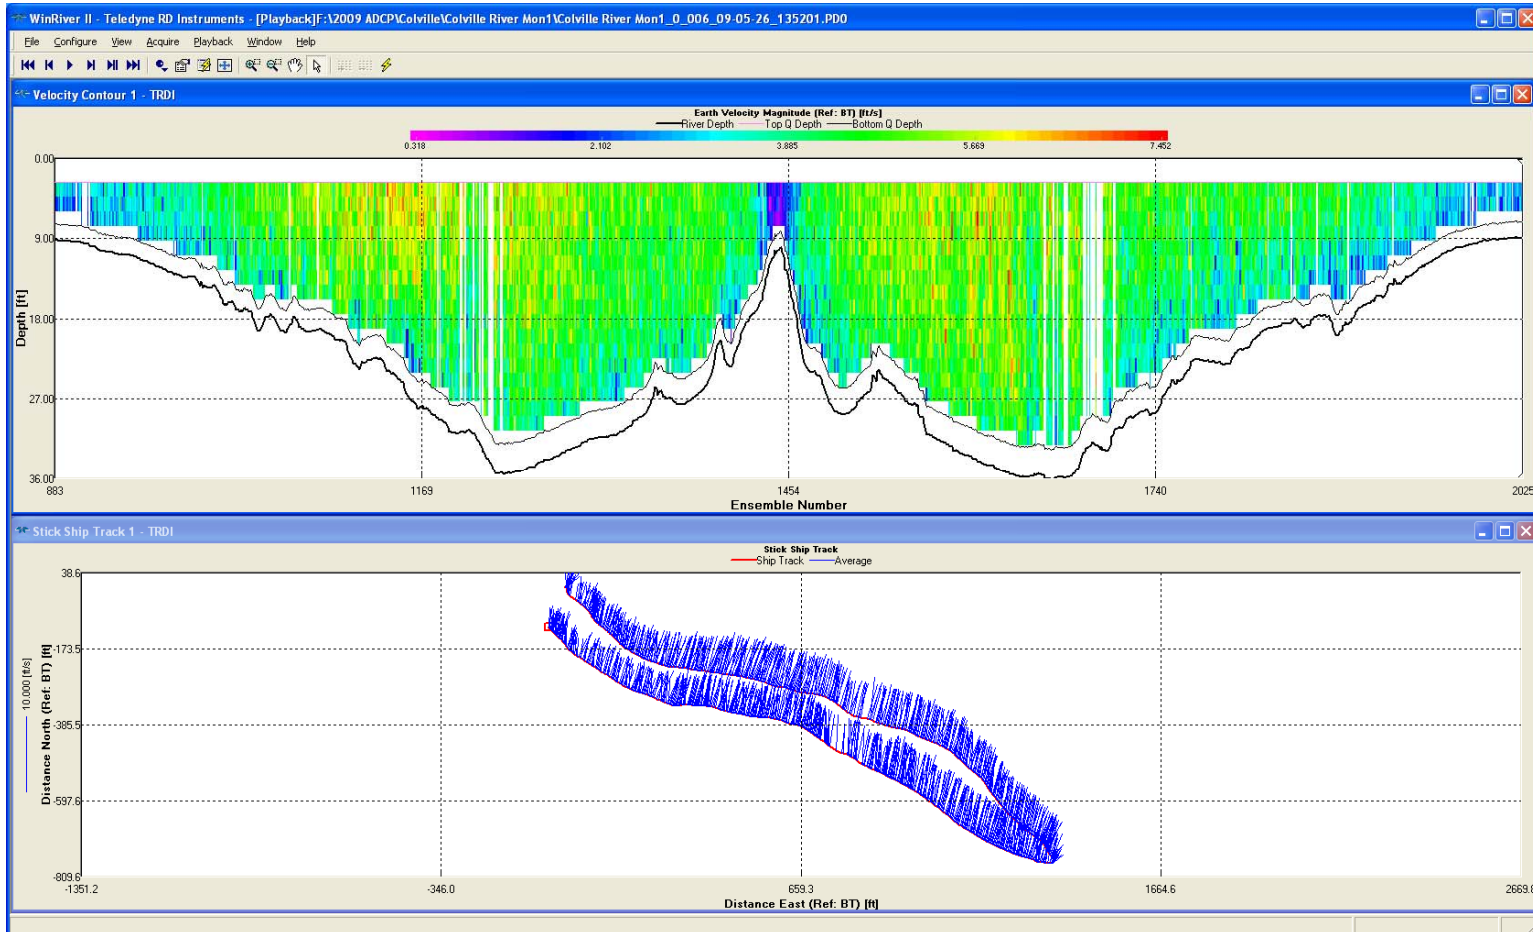 WinRiver II - Teledyne RD Instruments - [Playback]F:\2009 ADCP\Colville\Colville River Mon1\Colville River Mon1_0_006_09-05-26_135201.PD0
File Configure View Acquire Playback Window Help
Velocity Contour 1 - TRDI
Earth Velocity Magnitude (Ref: BT) [ft/s]
River Depth Top Q Depth Bottom Q Depth
0.318 2.102 3.885 5.669 7.452
Depth [ft]
0.00
9.00
18.00
27.00
36.00
883 1169 1454 1740 2025
Ensemble Number
Stick Ship Track 1 - TRDI
Stick Ship Track
Ship Track Average
10.000 [ft/s]
Distance North (Ref: BT) [ft]
38.6
-173.5
-385.5
-597.6
-809.6
-1351.2 -346.0 659.3 1664.6 2669.8
Distance East (Ref: BT) [ft]